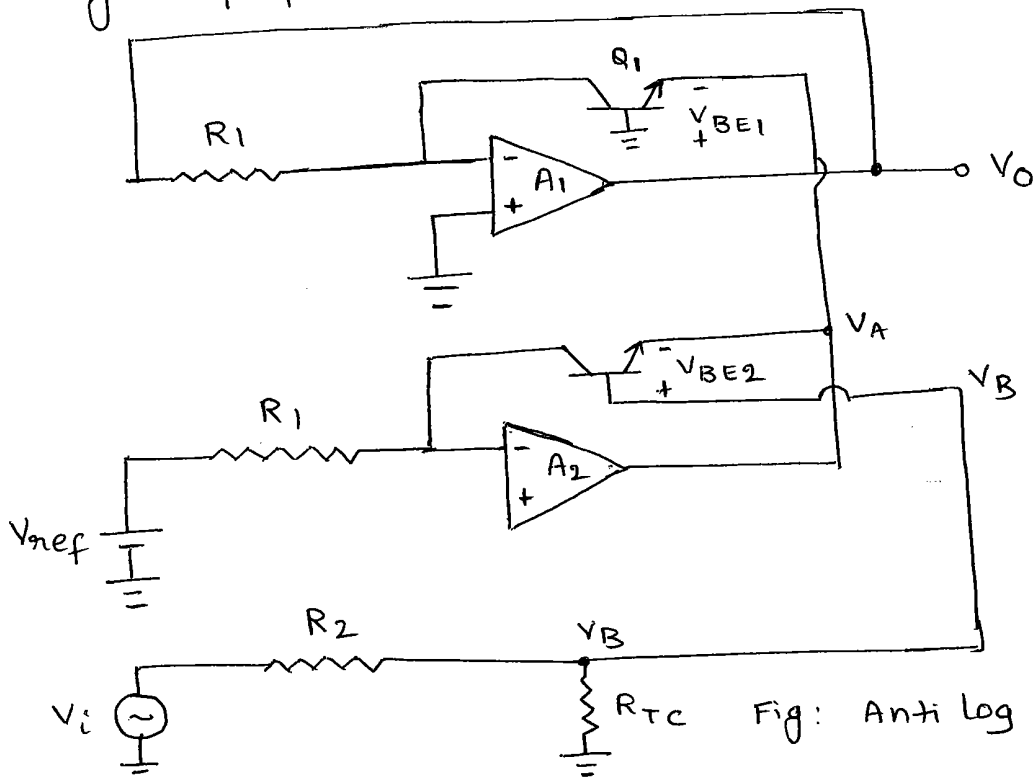 Q1
R1
VBE1
-
+
-
A1
+
VO
VA
-
VBE2
+
VB
R1
-
A2
+
Vref
R2
VB
Vi
~
RTC
Fig: Anti Log